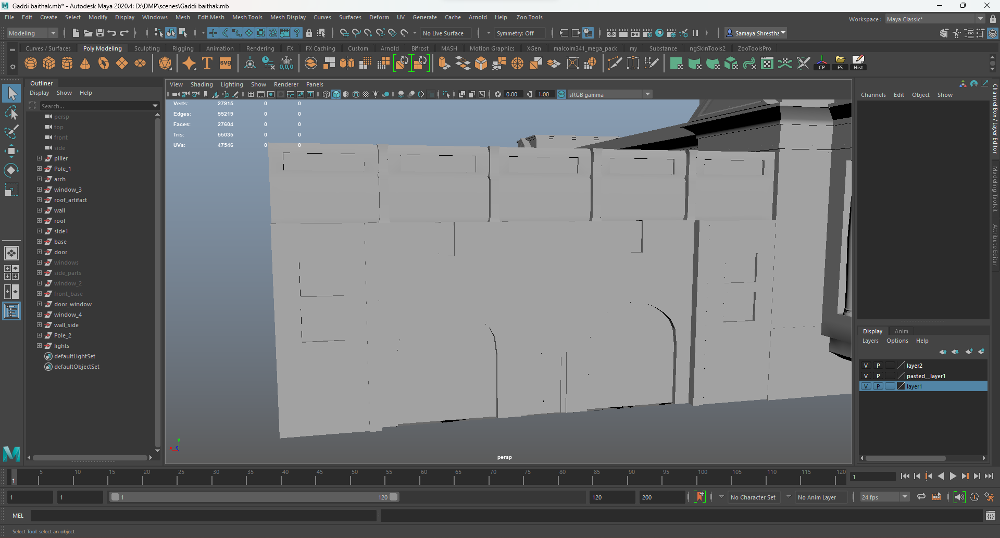 Gaddi baithak.mb* - Autodesk Maya 2020.4: D:\DMP\scenes\Gaddi baithak.mb
File Edit Create Select Modify Display Windows Mesh Edit Mesh Mesh Tools Mesh Display Curves Surfaces Deform UV Generate Cache Arnold Help Zoo Tools
Workspace : Maya Classic*
Modeling No Live Surface Symmetry: Off Samaya Shrestha
Curves / Surfaces Poly Modeling Sculpting Rigging Animation Rendering FX FX Caching Custom Arnold Bifrost MASH Motion Graphics XGen malcolm341_mega_pack my Substance ngSkinTools2 ZooToolsPro
T svg 0,0,0 IPR
CP ES Hist
Outliner
Display Show Help
Search...
persp
top
front
side
piller
Pole_1
arch
window_3
roof_artifact
wall
roof
side1
base
door
windows
side_parts
window_2
front_base
door_window
window_4
wall_side
Pole_2
lights
defaultLightSet
defaultObjectSet
View Shading Lighting Show Renderer Panels
0.00 1.00 ON sRGB gamma
Verts: 27915 0 0
Edges: 55219 0 0
Faces: 27604 0 0
Tris: 55035 0 0
UVs: 47546 0 0
y
x z
persp
Channels Edit Object Show
Channel Box / Layer Editor
Modeling Toolkit
Attribute Editor
Display Anim
Layers Options Help
V P layer2
V P pasted__layer1
V P layer1
1 5 10 15 20 25 30 35 40 45 50 55 60 65 70 75 80 85 90 95 100 105 110 115 120 1
1 1 1 120 120 200 No Character Set No Anim Layer 24 fps
MEL
Select Tool: select an object